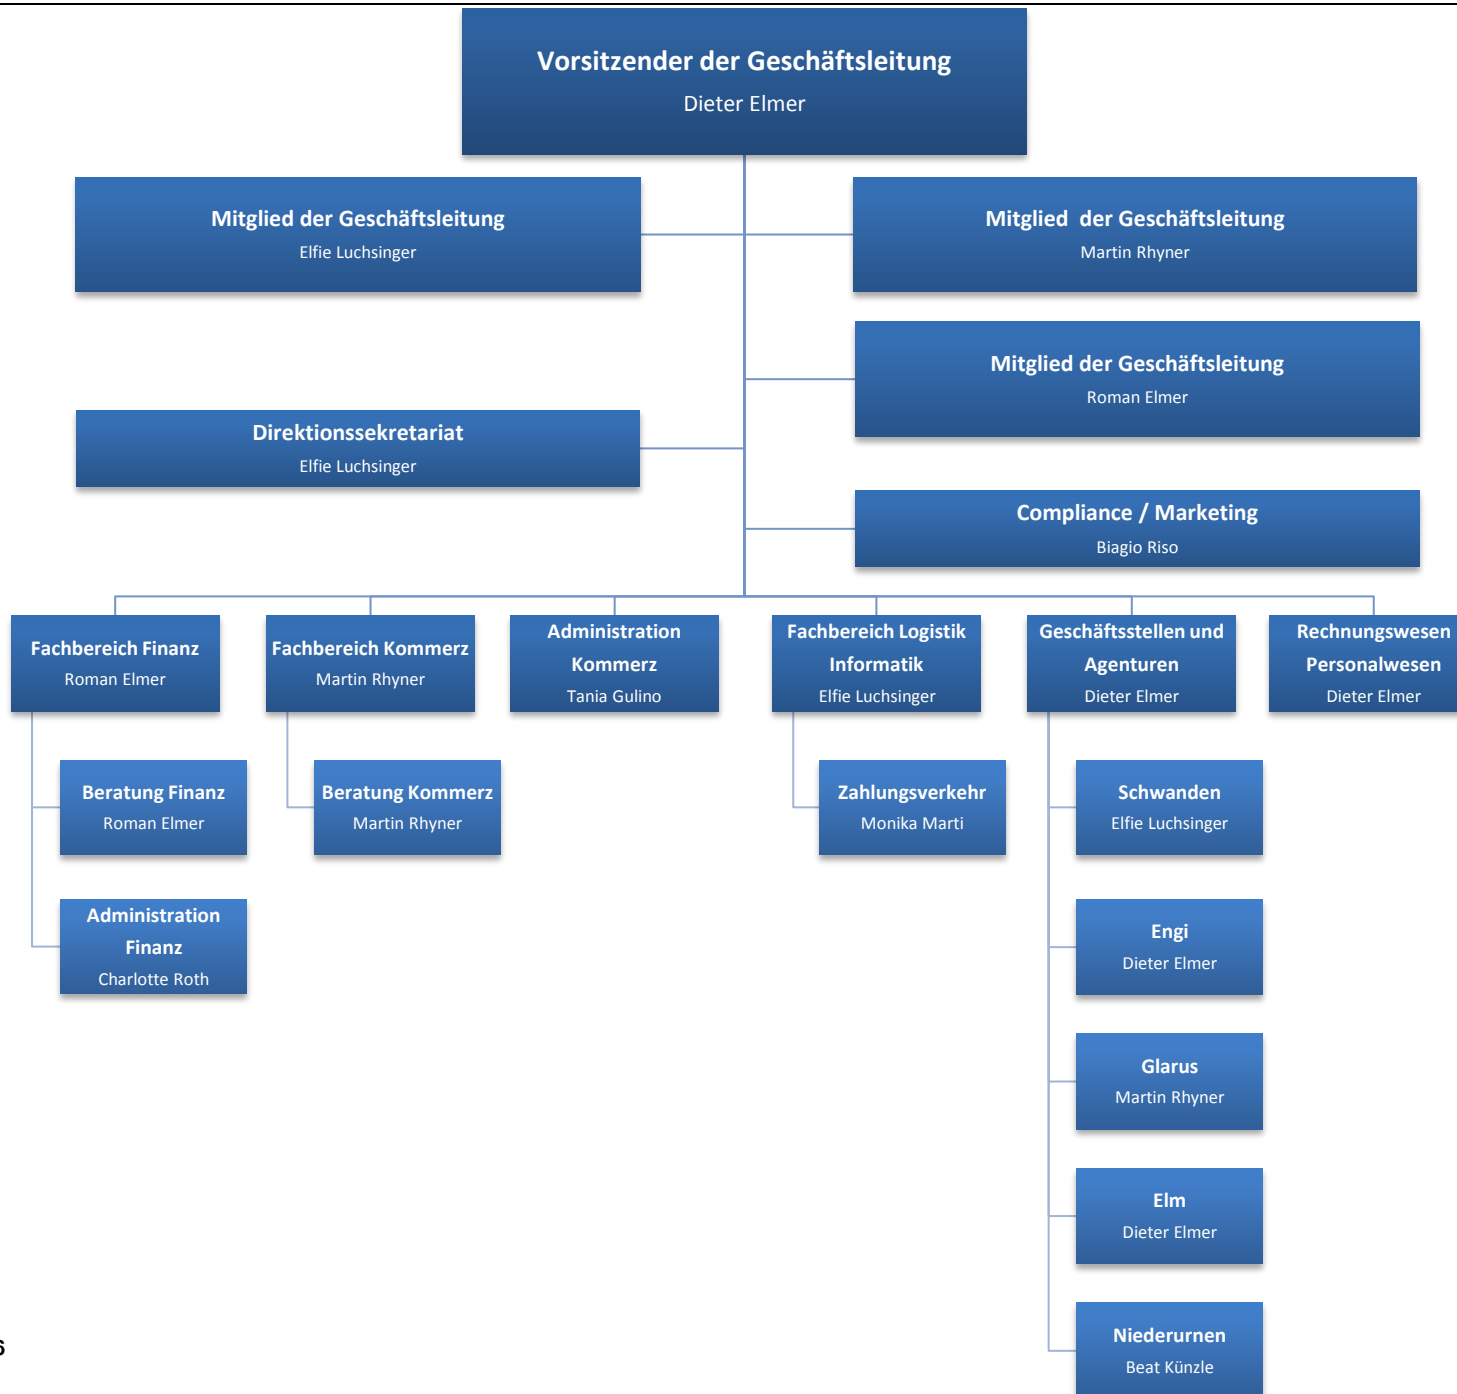 Vorsitzender der Geschäftsleitung
Dieter Elmer
Mitglied der Geschäftsleitung
Elfie Luchsinger
Mitglied der Geschäftsleitung
Martin Rhyner
Mitglied der Geschäftsleitung
Roman Elmer
Direktionssekretariat
Elfie Luchsinger
Compliance / Marketing
Biagio Riso
Fachbereich Finanz
Roman Elmer
Fachbereich Kommerz
Martin Rhyner
Administration
Kommerz
Tania Gulino
Fachbereich Logistik
Informatik
Elfie Luchsinger
Geschäftsstellen und
Agenturen
Dieter Elmer
Rechnungswesen
Personalwesen
Dieter Elmer
Beratung Finanz
Roman Elmer
Beratung Kommerz
Martin Rhyner
Zahlungsverkehr
Monika Marti
Schwanden
Elfie Luchsinger
Administration
Finanz
Charlotte Roth
Engi
Dieter Elmer
Glarus
Martin Rhyner
Elm
Dieter Elmer
Niederurnen
Beat Künzle